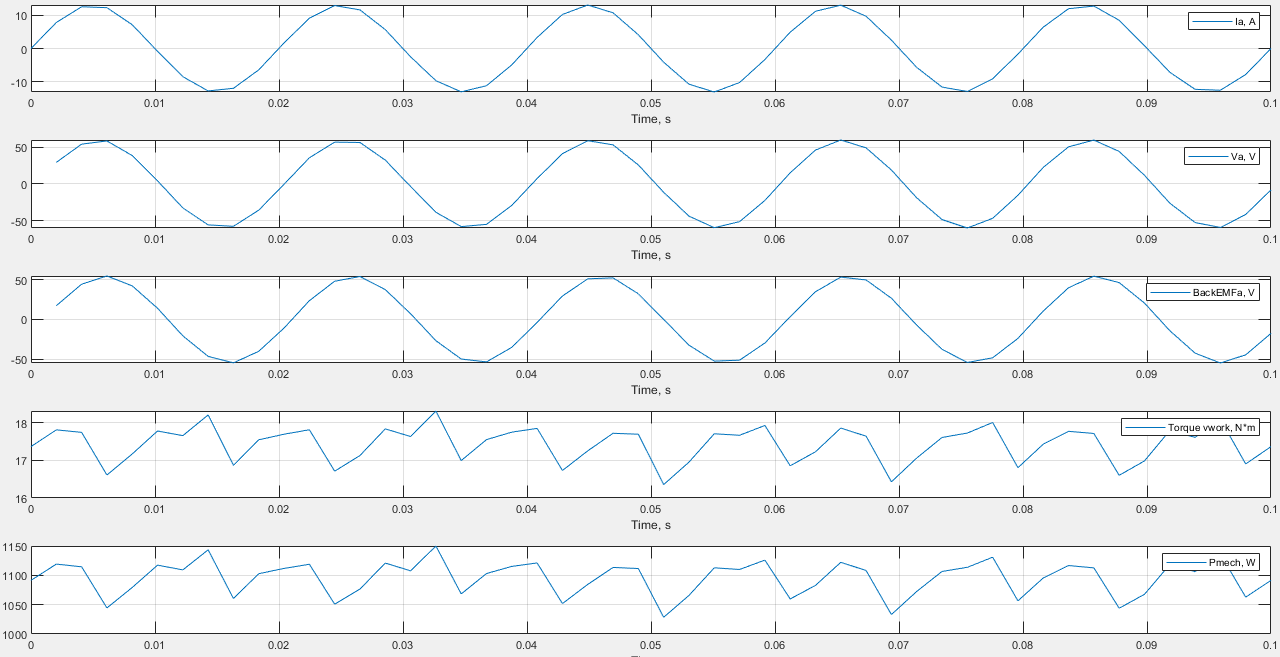 10
Ia, A
0
-10
0 0.01 0.02 0.03 0.04 0.05 0.06 0.07 0.08 0.09 0.1
Time, s
50
Va, V
0
-50
0 0.01 0.02 0.03 0.04 0.05 0.06 0.07 0.08 0.09 0.1
Time, s
50
BackEMFa, V
0
-50
0 0.01 0.02 0.03 0.04 0.05 0.06 0.07 0.08 0.09 0.1
Time, s
18
Torque vwork, N*m
17
16
0 0.01 0.02 0.03 0.04 0.05 0.06 0.07 0.08 0.09 0.1
Time, s
1150
Pmech, W
1100
1050
1000
0 0.01 0.02 0.03 0.04 0.05 0.06 0.07 0.08 0.09 0.1